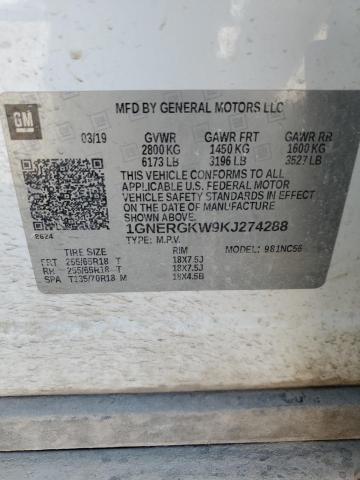 GM
MFD BY GENERAL MOTORS LLC
03/19 GVWR GAWR FRT GAWR RR
2800 KG 1450 KG 1600 KG
6173 LB 3196 LB 3527 LB
THIS VEHICLE CONFORMS TO ALL
APPLICABLE U.S. FEDERAL MOTOR
VEHICLE SAFETY STANDARDS IN EFFECT
ON THE DATE OF MANUFACTURE SHOWN ABOVE.
1GNERGKW9KJ274288
8624
TYPE: M.P.V. MODEL: 981NC56
TIRE SIZE RIM
FRT 255/65R18 T 18X7.5J
RR 255/65R18 T 18X7.5J
SPA T135/70R18 M 18X4.5B